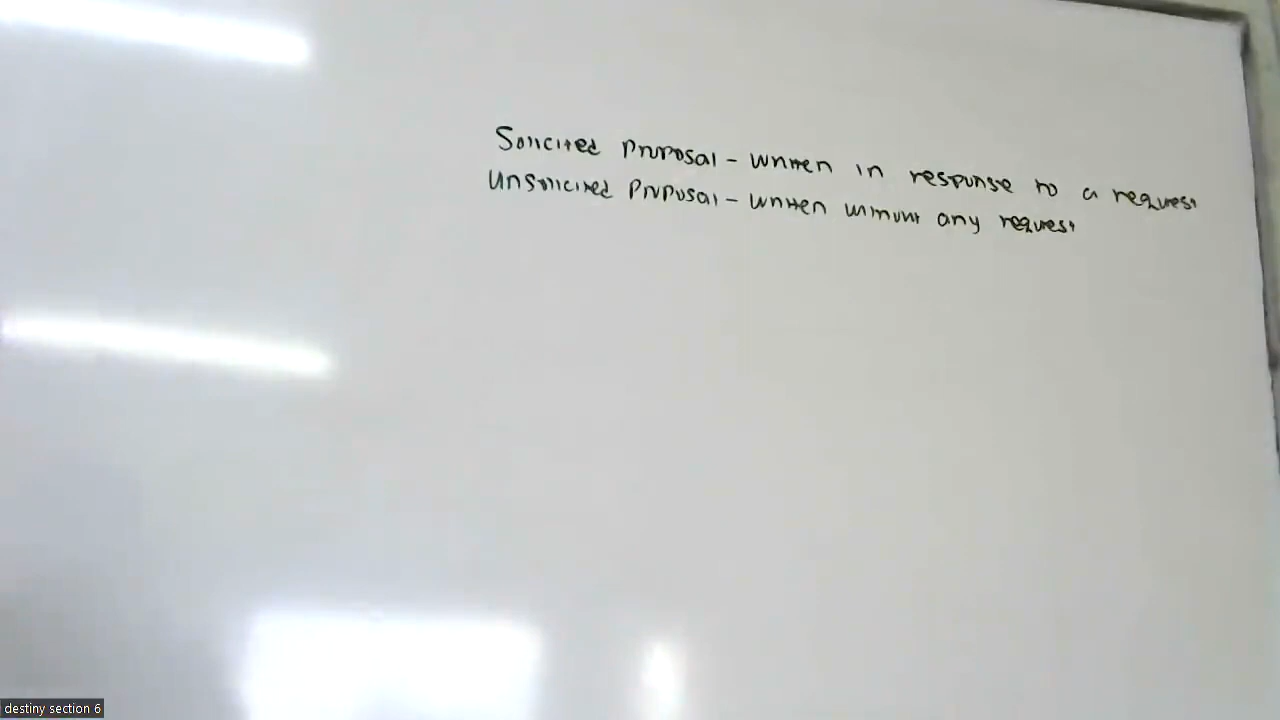 Solicited Proposal - written in response to a request
Unsolicited Proposal - written without any request
destiny section 6